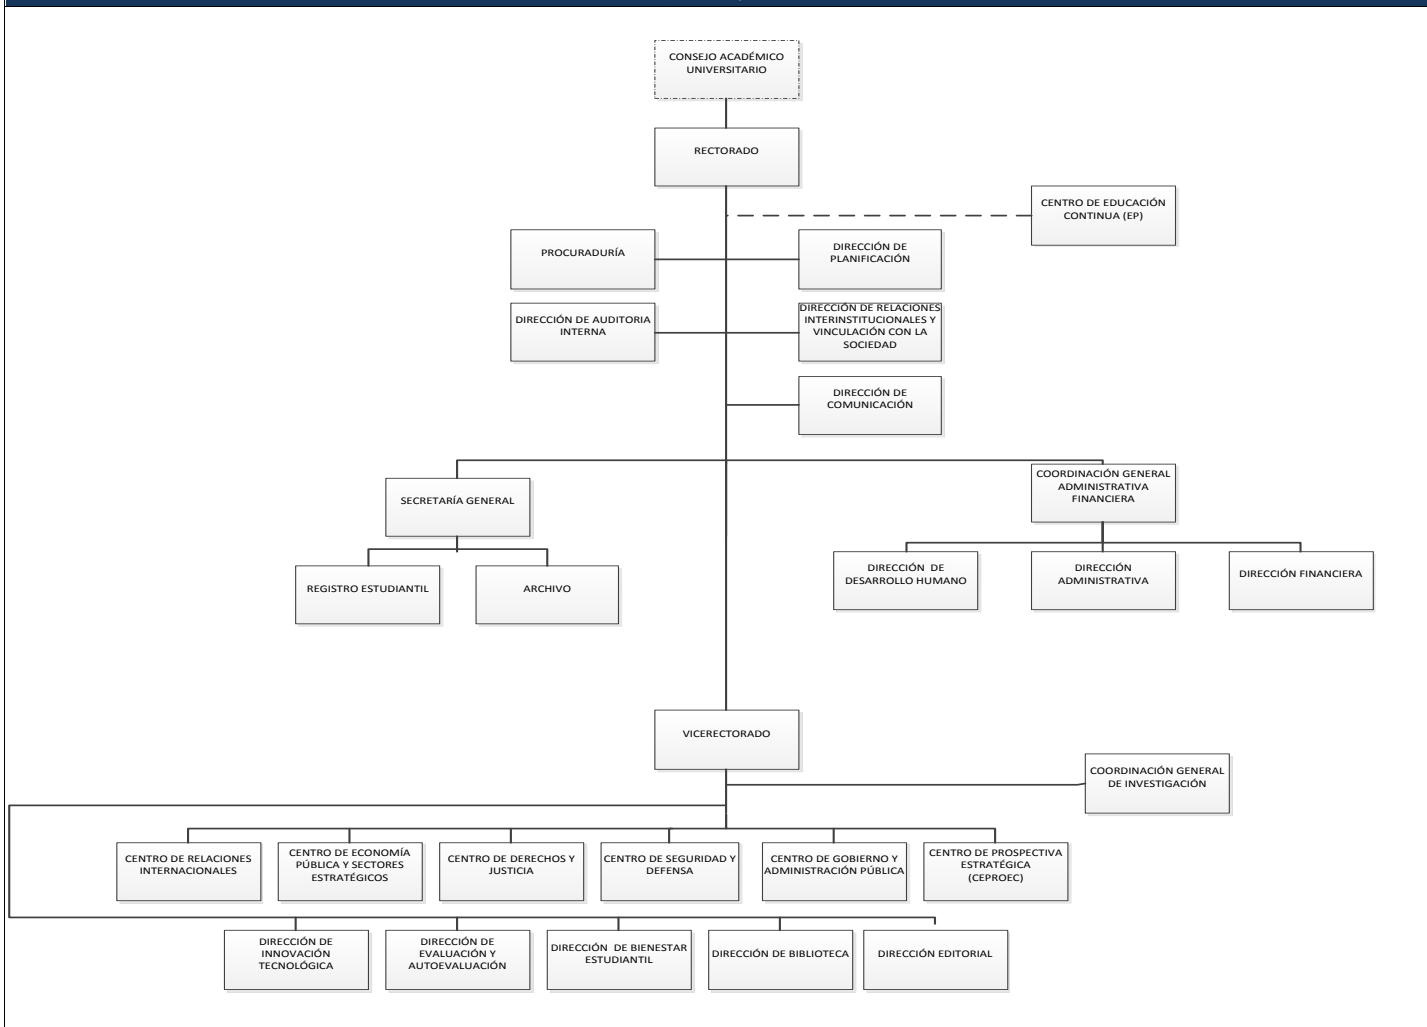 CONSEJO ACADÉMICO
UNIVERSITARIO
RECTORADO
CENTRO DE EDUCACIÓN
CONTINUA (EP)
PROCURADURÍA
DIRECCIÓN DE
PLANIFICACIÓN
DIRECCIÓN DE AUDITORIA
INTERNA
DIRECCIÓN DE RELACIONES
INTERINSTITUCIONALES Y
VINCULACIÓN CON LA
SOCIEDAD
DIRECCIÓN DE
COMUNICACIÓN
SECRETARÍA GENERAL
COORDINACIÓN GENERAL
ADMINISTRATIVA
FINANCIERA
REGISTRO ESTUDIANTIL
ARCHIVO
DIRECCIÓN DE
DESARROLLO HUMANO
DIRECCIÓN
ADMINISTRATIVA
DIRECCIÓN FINANCIERA
VICERECTORADO
COORDINACIÓN GENERAL
DE INVESTIGACIÓN
CENTRO DE RELACIONES
INTERNACIONALES
CENTRO DE ECONOMÍA
PÚBLICA Y SECTORES
ESTRATÉGICOS
CENTRO DE DERECHOS Y
JUSTICIA
CENTRO DE SEGURIDAD Y
DEFENSA
CENTRO DE GOBIERNO Y
ADMINISTRACIÓN PÚBLICA
CENTRO DE PROSPECTIVA
ESTRATÉGICA
(CEPROEC)
DIRECCIÓN DE
INNOVACIÓN
TECNOLÓGICA
DIRECCIÓN DE
EVALUACIÓN Y
AUTOEVALUACIÓN
DIRECCIÓN DE BIENESTAR
ESTUDIANTIL
DIRECCIÓN DE BIBLIOTECA
DIRECCIÓN EDITORIAL